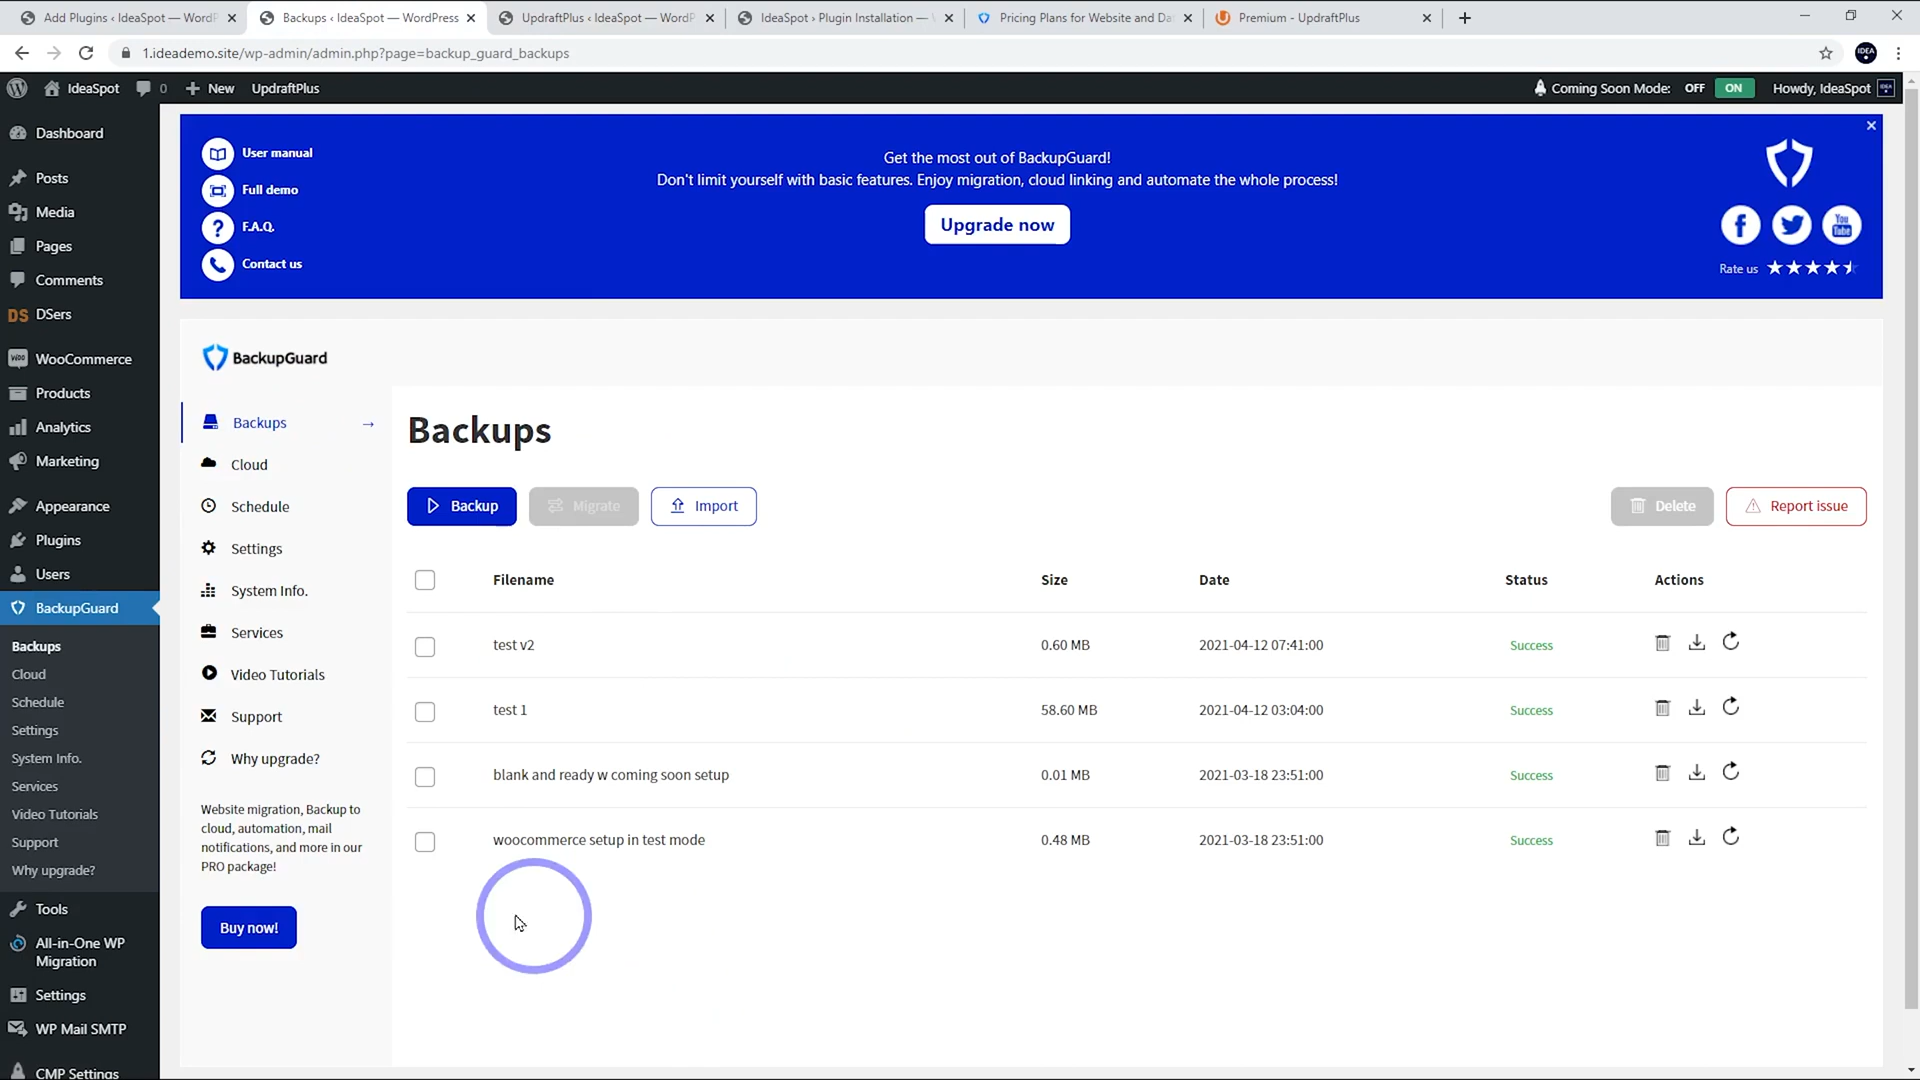 Add Plugins ‹ IdeaSpot — WordP
Backups ‹ IdeaSpot — WordPress
UpdraftPlus ‹ IdeaSpot — WordP
IdeaSpot › Plugin Installation —
Pricing Plans for Website and Da
Premium - UpdraftPlus
1.ideademo.site/wp-admin/admin.php?page=backup_guard_backups
IDEA
IdeaSpot
0
New
UpdraftPlus
Coming Soon Mode:
OFF
ON
Howdy, IdeaSpot
Dashboard
Posts
Media
Pages
Comments
DS DSers
Woo WooCommerce
Products
Analytics
Marketing
Appearance
Plugins
Users
BackupGuard
Backups
Cloud
Schedule
Settings
System Info.
Services
Video Tutorials
Support
Why upgrade?
Tools
All-in-One WP
Migration
Settings
WP Mail SMTP
CMP Settings
User manual
Full demo
F.A.Q.
Contact us
Get the most out of BackupGuard!
Don't limit yourself with basic features. Enjoy migration, cloud linking and automate the whole process!
Upgrade now
You
Tube
Rate us
BackupGuard
Backups
Cloud
Schedule
Settings
System Info.
Services
Video Tutorials
Support
Why upgrade?
Website migration, Backup to
cloud, automation, mail
notifications, and more in our
PRO package!
Buy now!
Backups
Backup
Migrate
Import
Delete
Report issue
Filename Size Date Status Actions
test v2 0.60 MB 2021-04-12 07:41:00 Success
test 1 58.60 MB 2021-04-12 03:04:00 Success
blank and ready w coming soon setup 0.01 MB 2021-03-18 23:51:00 Success
woocommerce setup in test mode 0.48 MB 2021-03-18 23:51:00 Success